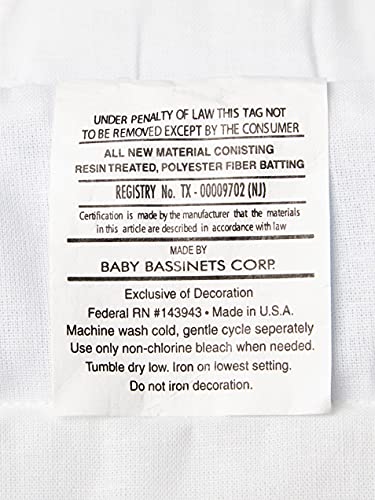 UNDER PENALTY OF LAW THIS TAG NOT
TO BE REMOVED EXCEPT BY THE CONSUMER
ALL NEW MATERIAL CONISTING
RESIN TREATED, POLYESTER FIBER BATTING
REGISTRY No. TX - 00009702 (NJ)
Certification is made by the manufacturer that the materials
in this article are described in accordance with law
MADE BY
BABY BASSINETS CORP.
Exclusive of Decoration
Federal RN #143943 • Made in U.S.A.
Machine wash cold, gentle cycle seperately
Use only non-chlorine bleach when needed.
Tumble dry low. Iron on lowest setting.
Do not iron decoration.